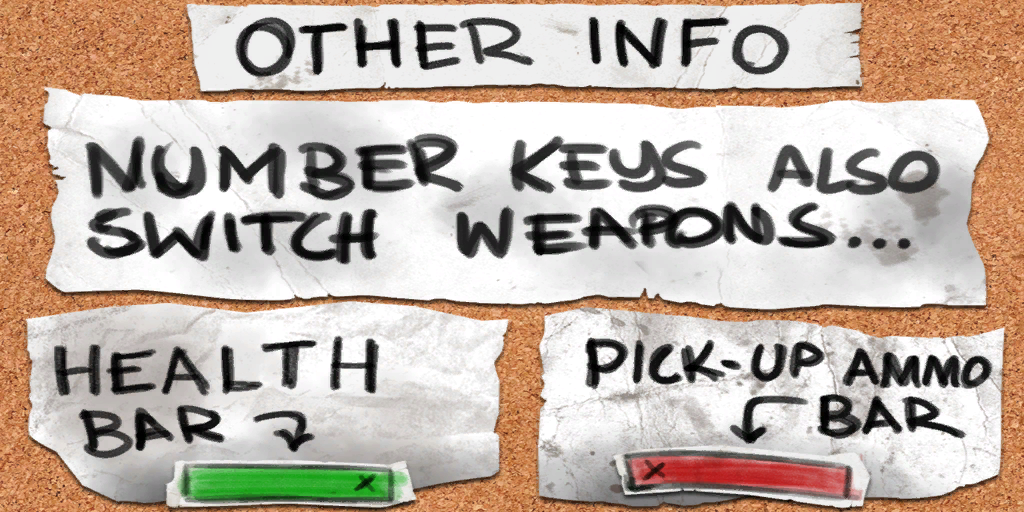 OTHER INFO
NUMBER KEYS ALSO
SWITCH WEAPONS...
HEALTH
BAR
PICK-UP AMMO
BAR
x
x